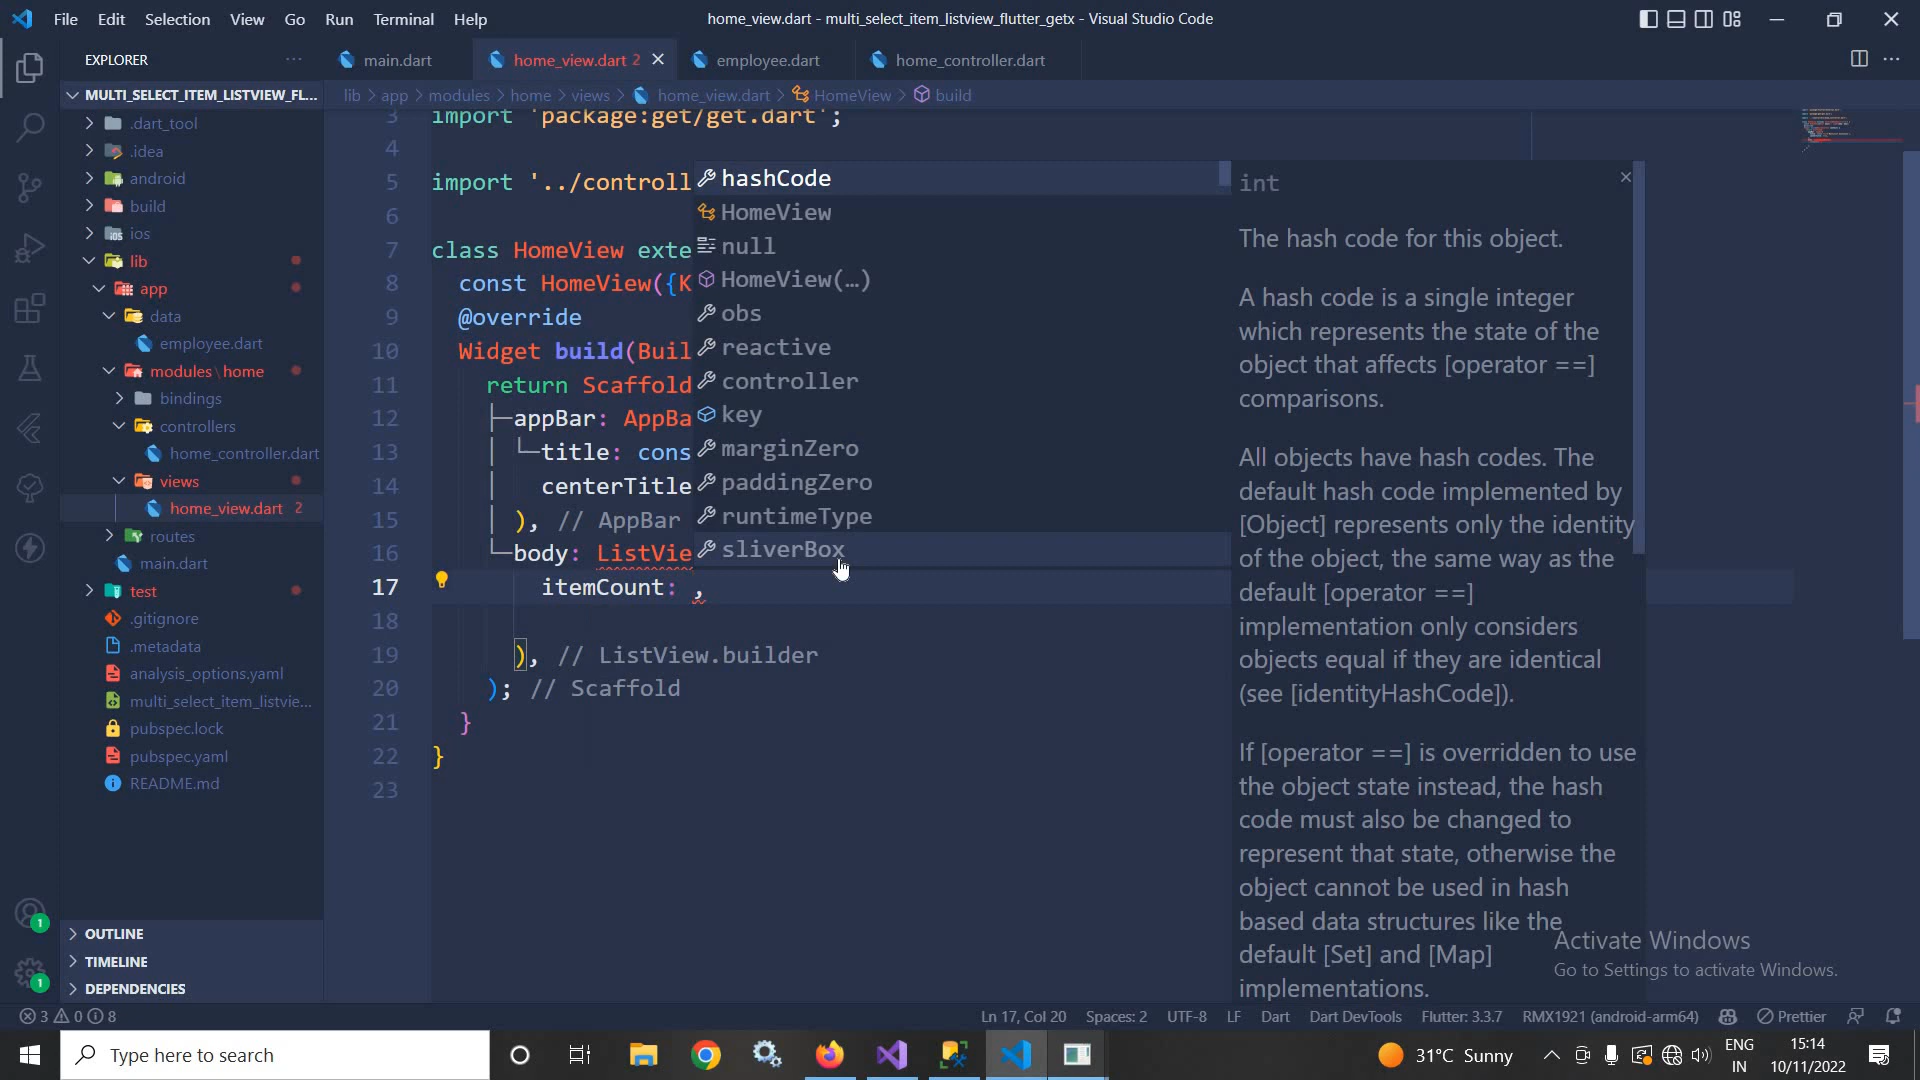 File Edit Selection View Go Run Terminal Help
home_view.dart - multi_select_item_listview_flutter_getx - Visual Studio Code
EXPLORER
main.dart
home_view.dart 2
employee.dart
home_controller.dart
MULTI_SELECT_ITEM_LISTVIEW_FL...
lib > app > modules > home > views > home_view.dart > HomeView > build
.dart_tool
.idea
android
build
ios
lib
app
data
employee.dart
modules \ home
bindings
controllers
home_controller.dart
views
home_view.dart 2
routes
main.dart
test
.gitignore
.metadata
analysis_options.yaml
multi_select_item_listvie...
pubspec.lock
pubspec.yaml
README.md
OUTLINE
TIMELINE
DEPENDENCIES
1
1
3 import 'package:get/get.dart';
4
5 import '../controll
6
7 class HomeView exte
8 const HomeView({K
9 @override
10 Widget build(Buil
11 return Scaffold
12 appBar: AppBa
13 title: cons
14 centerTitle
15 ), // AppBar
16 body: ListVie
17 itemCount: ,
18
19 ), // ListView.builder
20 ); // Scaffold
21 }
22 }
23
hashCode
HomeView
null
HomeView(…)
obs
reactive
controller
key
marginZero
paddingZero
runtimeType
sliverBox
int
The hash code for this object.
A hash code is a single integer
which represents the state of the
object that affects [operator ==]
comparisons.
All objects have hash codes. The
default hash code implemented by
[Object] represents only the identity
of the object, the same way as the
default [operator ==]
implementation only considers
objects equal if they are identical
(see [identityHashCode]).
If [operator ==] is overridden to use
the object state instead, the hash
code must also be changed to
represent that state, otherwise the
object cannot be used in hash
based data structures like the
default [Set] and [Map]
implementations.
Activate Windows
Go to Settings to activate Windows.
3 0 8
Ln 17, Col 20 Spaces: 2 UTF-8 LF Dart Dart DevTools Flutter: 3.3.7 RMX1921 (android-arm64) Prettier
Type here to search
31°C Sunny
ENG
IN
15:14
10/11/2022